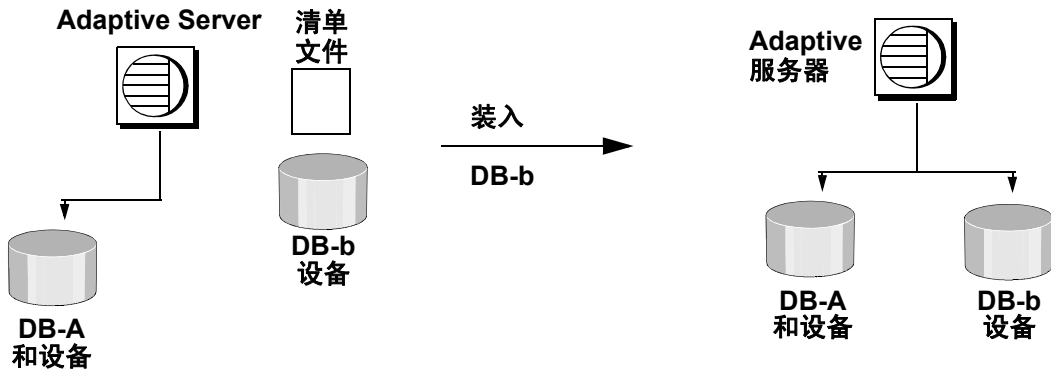 Adaptive Server
清单
文件
DB-b
设备
DB-A
和设备
装入
DB-b
Adaptive
服务器
DB-A
和设备
DB-b
设备